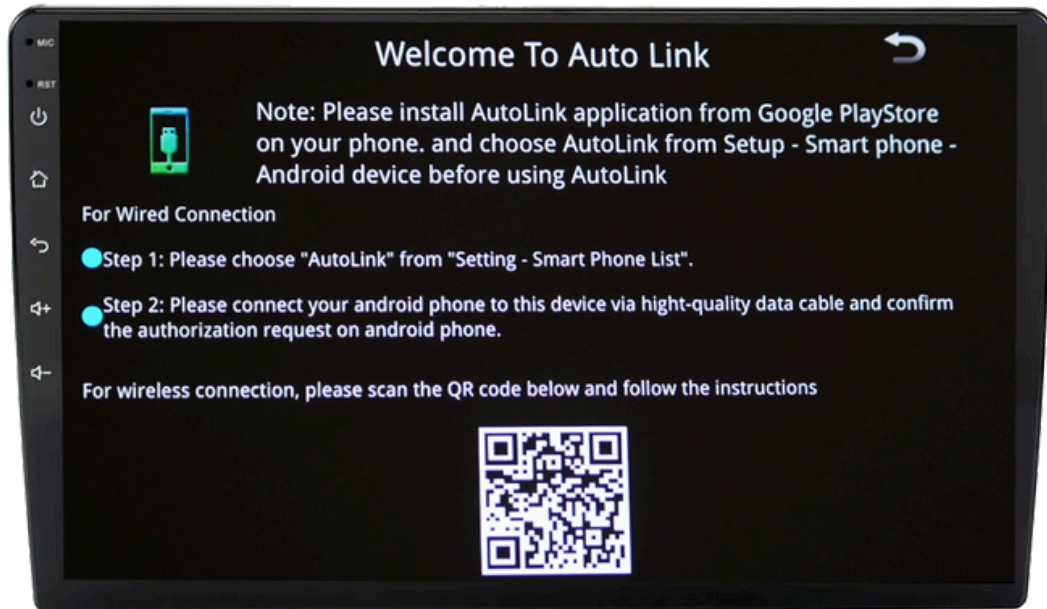 MIC
RST
Welcome To Auto Link
Note: Please install AutoLink application from Google PlayStore
on your phone. and choose AutoLink from Setup - Smart phone -
Android device before using AutoLink
For Wired Connection
Step 1: Please choose "AutoLink" from "Setting - Smart Phone List".
Step 2: Please connect your android phone to this device via hight-quality data cable and confirm
the authorization request on android phone.
For wireless connection, please scan the QR code below and follow the instructions